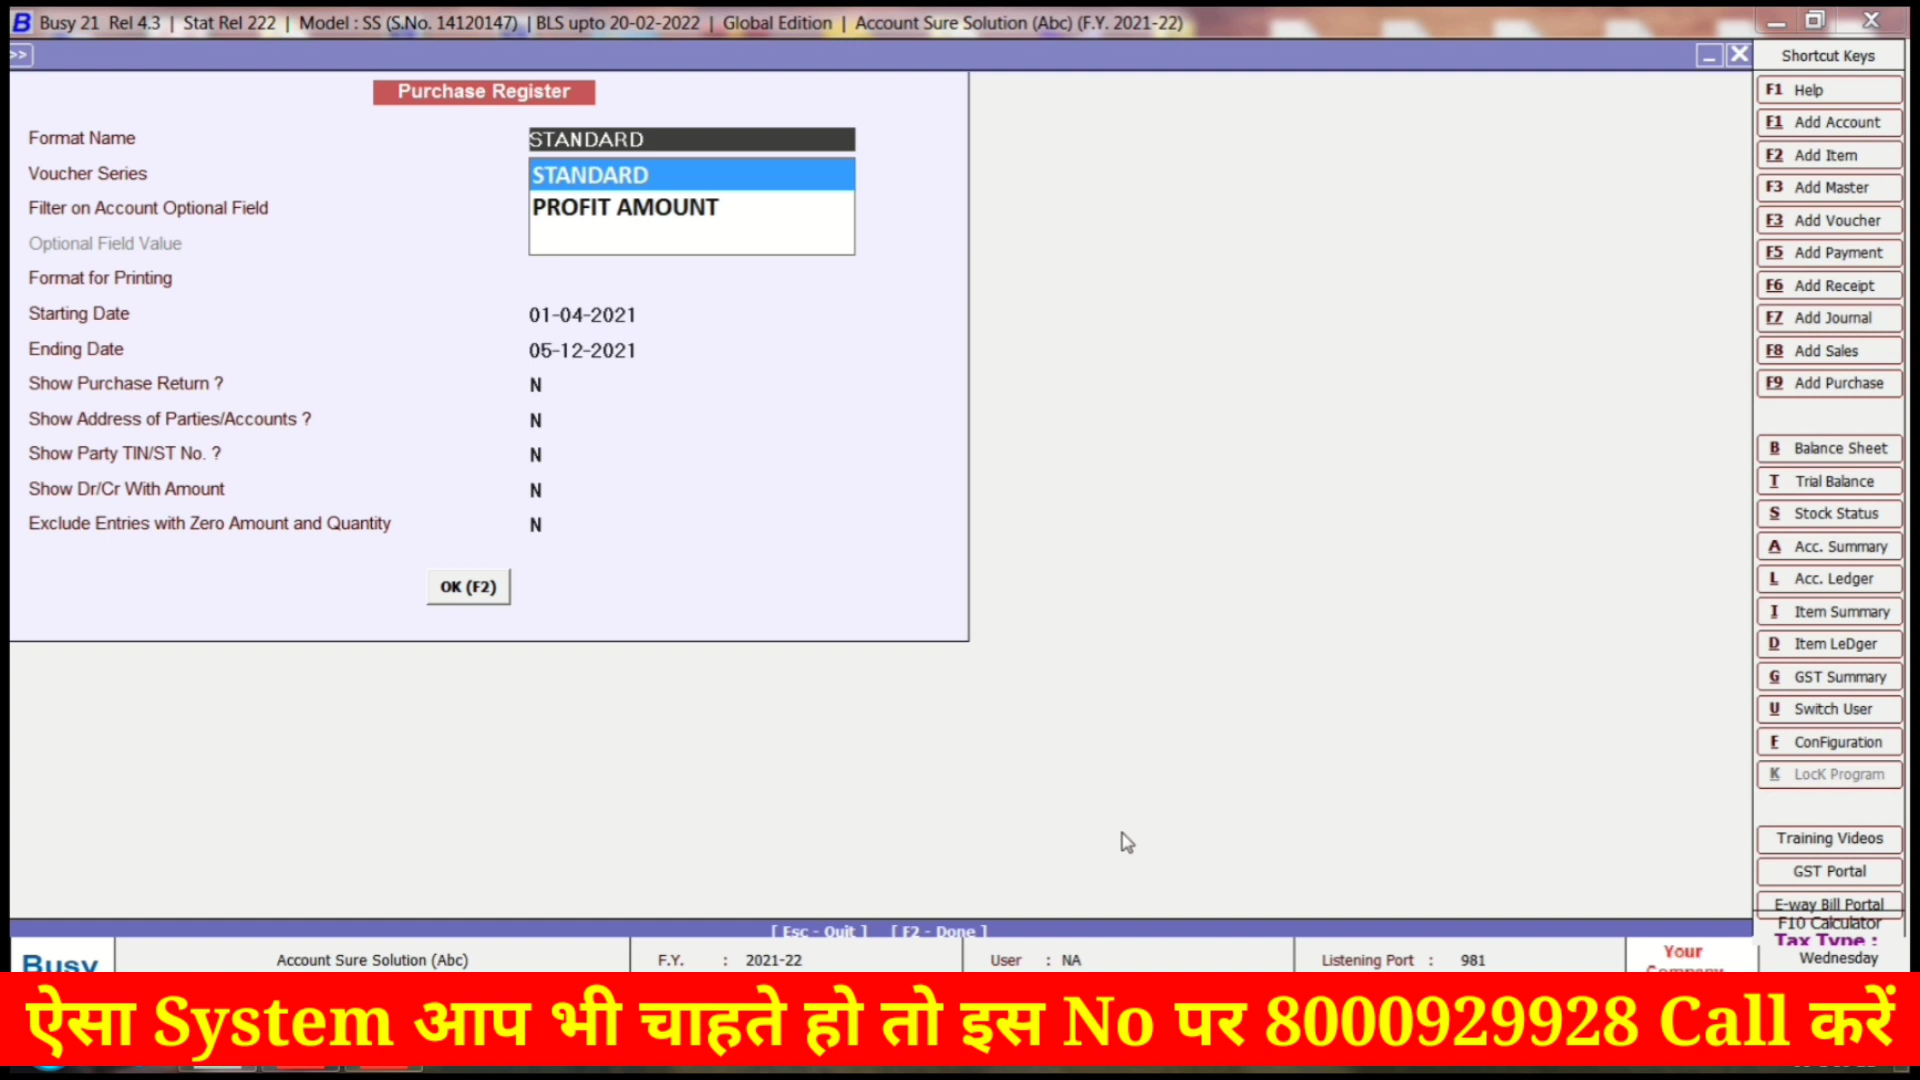 Busy 21 Rel 4.3 | Stat Rel 222 | Model : SS (S.No. 14120147) | BLS upto 20-02-2022 | Global Edition | Account Sure Solution (Abc) (F.Y. 2021-22)
>>
Shortcut Keys
Purchase Register
Format Name STANDARD
Voucher Series STANDARD
Filter on Account Optional Field PROFIT AMOUNT
Optional Field Value
Format for Printing
Starting Date 01-04-2021
Ending Date 05-12-2021
Show Purchase Return ? N
Show Address of Parties/Accounts ? N
Show Party TIN/ST No. ? N
Show Dr/Cr With Amount N
Exclude Entries with Zero Amount and Quantity N
OK (F2)
F1 Help
F1 Add Account
F2 Add Item
F3 Add Master
F3 Add Voucher
F5 Add Payment
F6 Add Receipt
F7 Add Journal
F8 Add Sales
F9 Add Purchase
B Balance Sheet
T Trial Balance
S Stock Status
A Acc. Summary
L Acc. Ledger
I Item Summary
D Item LeDger
G GST Summary
U Switch User
F ConFiguration
K LocK Program
Training Videos
GST Portal
E-way Bill Portal
F10 Calculator
Tax Type :
Wednesday
[ Esc - Quit ] [ F2 - Done ]
Busy Account Sure Solution (Abc) F.Y. : 2021-22 User : NA Listening Port : 981 Your
Company
ऐसा System आप भी चाहते हो तो इस No पर 8000929928 Call करें